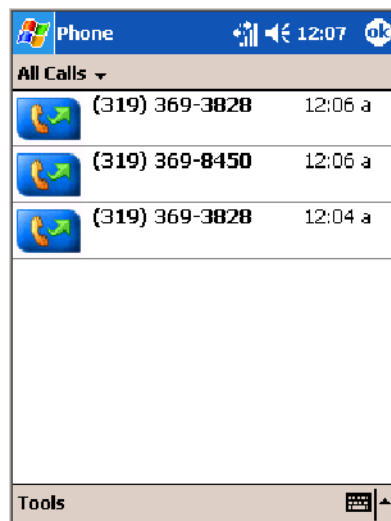 Phone 12:07 ok
All Calls
(319) 369-3828 12:06 a
(319) 369-8450 12:06 a
(319) 369-3828 12:04 a
Tools